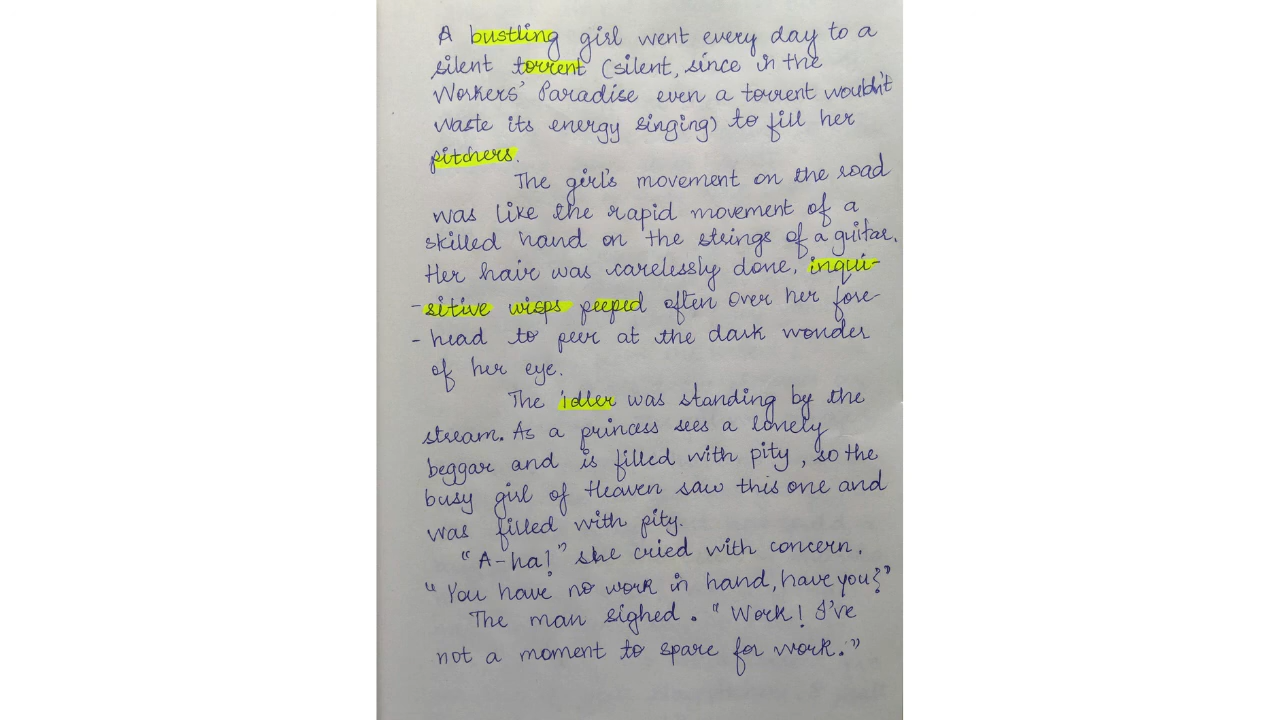 A bustling girl went every day to a
silent torrent (silent, since in the
Workers' Paradise even a torrent wouldn't
waste its energy singing) to fill her
pitchers.
The girl's movement on the road
was like the rapid movement of a
skilled hand on the strings of a guitar.
Her hair was carelessly done, inqui-
-sitive wisps peeped often over her fore-
-head to peer at the dark wonder
of her eye.
The idler was standing by the
stream. As a princess sees a lonely
beggar and is filled with pity, so the
busy girl of Heaven saw this one and
was filled with pity.
"A-ha!" she cried with concern.
"You have no work in hand, have you?"
The man sighed. "Work! I've
not a moment to spare for work."